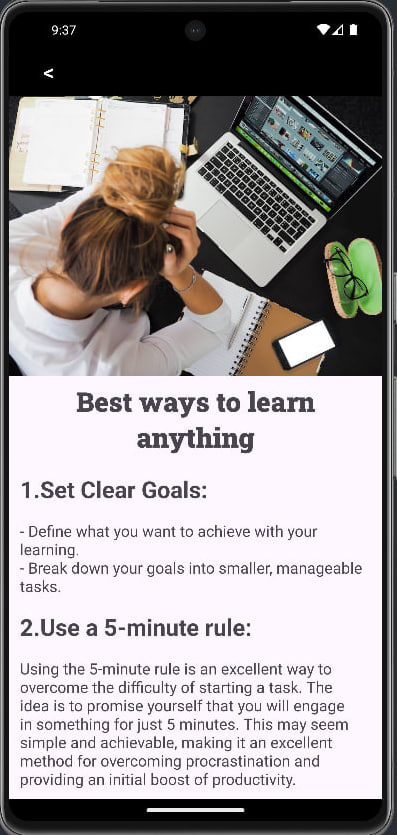 9:37
<
Best ways to learn
anything
1.Set Clear Goals:
- Define what you want to achieve with your
learning.
- Break down your goals into smaller, manageable
tasks.
2.Use a 5-minute rule:
Using the 5-minute rule is an excellent way to
overcome the difficulty of starting a task. The
idea is to promise yourself that you will engage
in something for just 5 minutes. This may seem
simple and achievable, making it an excellent
method for overcoming procrastination and
providing an initial boost of productivity.